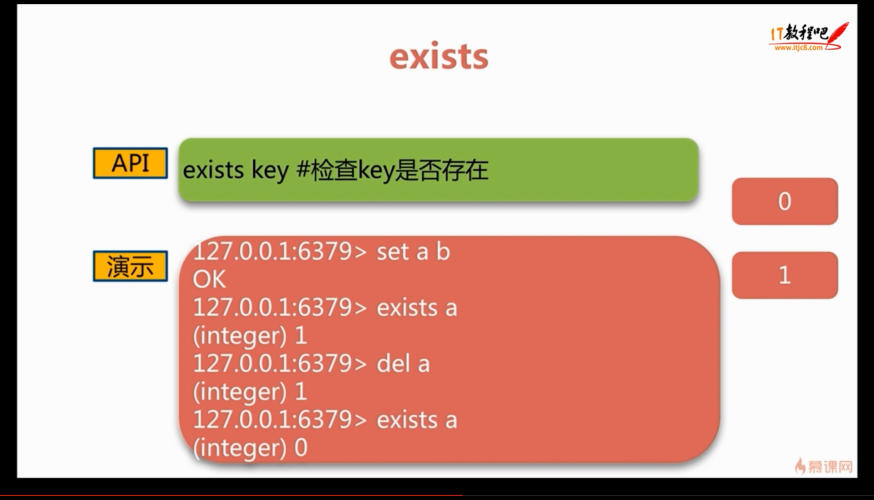 IT教程吧
www.itjc8.com
exists
API
exists key #检查key是否存在
0
演示
127.0.0.1:6379> set a b
OK
127.0.0.1:6379> exists a
(integer) 1
127.0.0.1:6379> del a
(integer) 1
127.0.0.1:6379> exists a
(integer) 0
1
慕课网